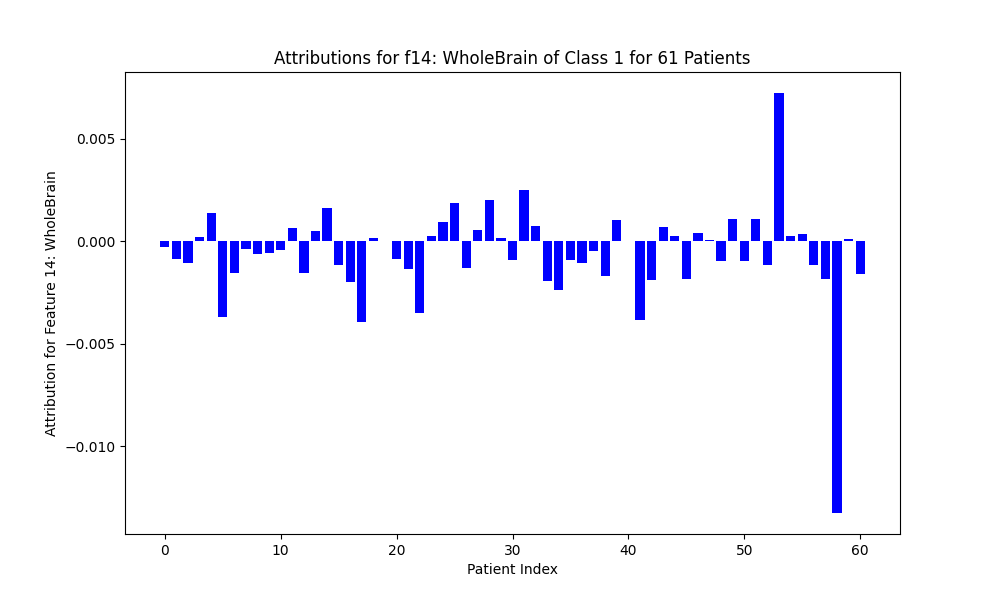 Attributions for f14: WholeBrain of Class 1 for 61 Patients
Attribution for Feature 14: WholeBrain
0.005
0.000
−0.005
−0.010
0 10 20 30 40 50 60
Patient Index